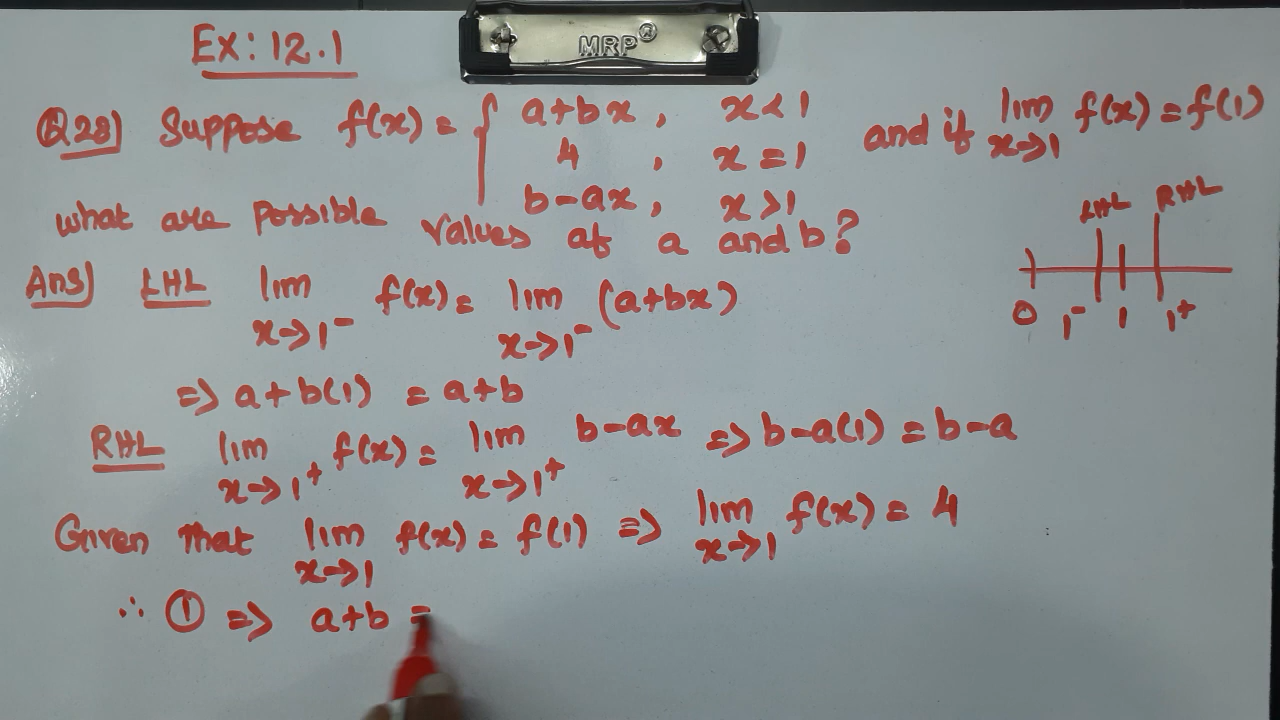 MRP®
Ex: 12.1
Q28) Suppose f(x) = { a+bx, x<1
4, x=1
b-ax, x>1
and if lim x→1 f(x) = f(1)
what are possible values of a and b?
LHL RHL
0 1⁻ 1 1⁺
Ans) LHL lim x→1⁻ f(x) = lim x→1⁻ (a+bx)
=> a+b(1) = a+b
RHL lim x→1⁺ f(x) = lim x→1⁺ b-ax => b-a(1) = b-a
Given that lim x→1 f(x) = f(1) => lim x→1 f(x) = 4
∴ ① => a+b =